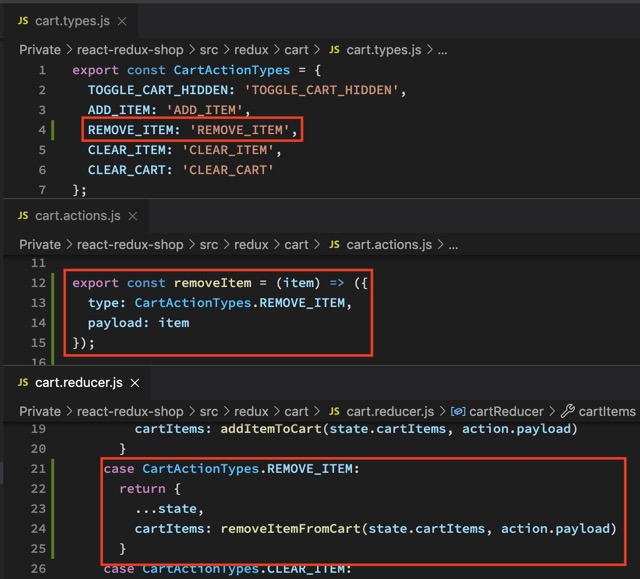 JS cart.types.js ×
Private > react-redux-shop > src > redux > cart > JS cart.types.js > ...
1 export const CartActionTypes = {
2 TOGGLE_CART_HIDDEN: 'TOGGLE_CART_HIDDEN',
3 ADD_ITEM: 'ADD_ITEM',
4 REMOVE_ITEM: 'REMOVE_ITEM',
5 CLEAR_ITEM: 'CLEAR_ITEM',
6 CLEAR_CART: 'CLEAR_CART'
7 };
JS cart.actions.js ×
Private > react-redux-shop > src > redux > cart > JS cart.actions.js > ...
11
12 export const removeItem = (item) => ({
13 type: CartActionTypes.REMOVE_ITEM,
14 payload: item
15 });
16
JS cart.reducer.js ×
Private > react-redux-shop > src > redux > cart > JS cart.reducer.js > cartReducer > cartItems
19 cartItems: addItemToCart(state.cartItems, action.payload)
20 }
21 case CartActionTypes.REMOVE_ITEM:
22 return {
23 ...state,
24 cartItems: removeItemFromCart(state.cartItems, action.payload)
25 }
26 case CartActionTypes.CLEAR_ITEM: